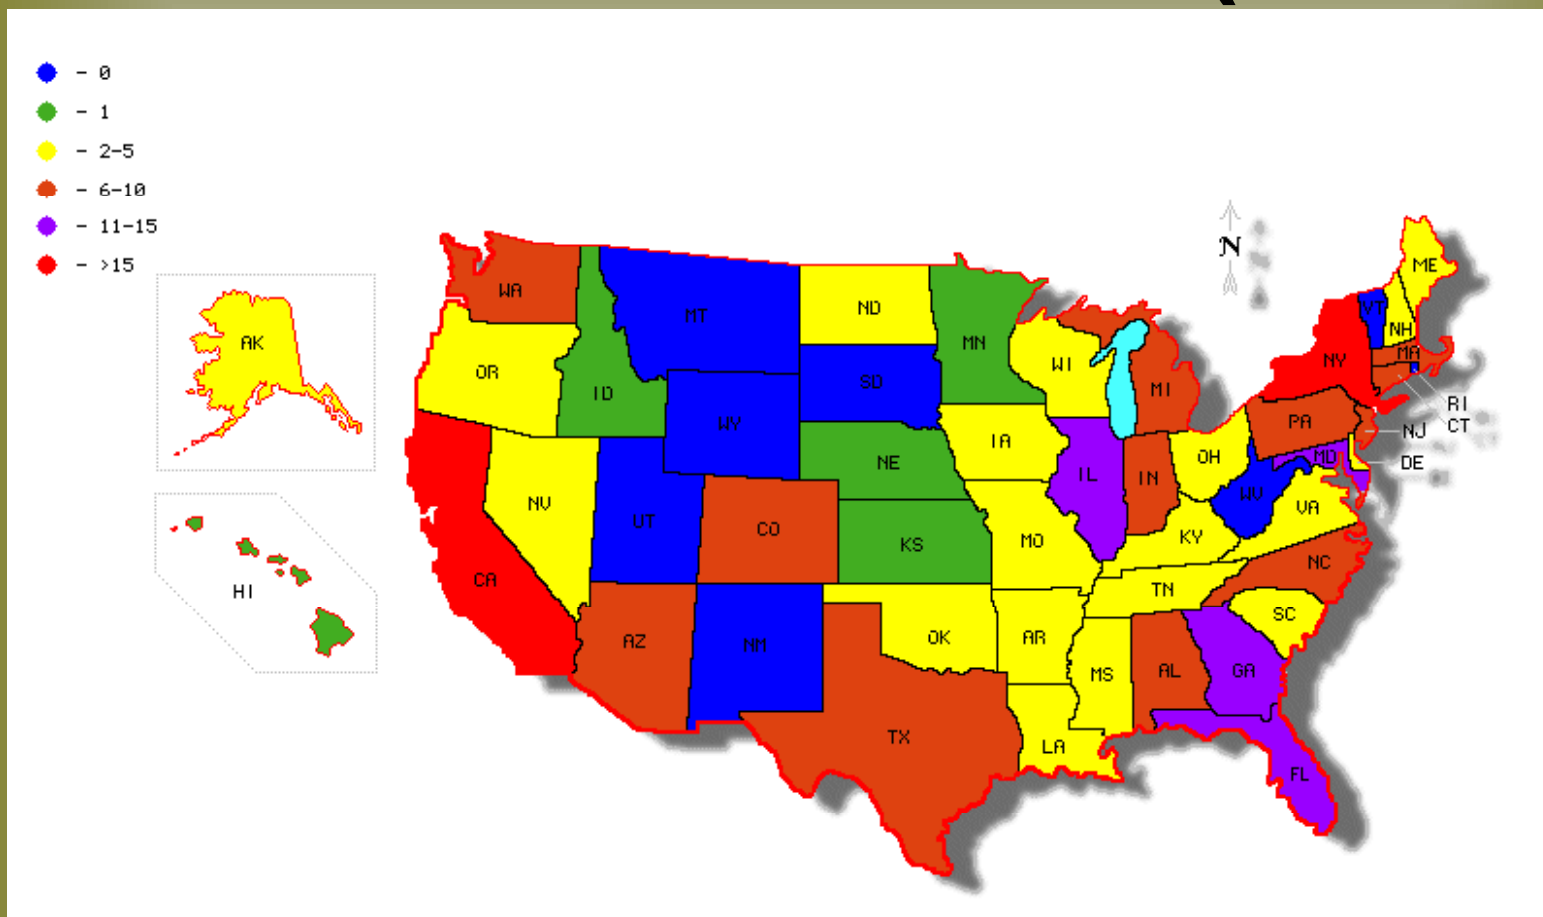 - 0
- 1
- 2-5
- 6-10
- 11-15
- >15
N
ME
WA
MT
ND
VT
NH
MN
AK
MA
NY
WI
OR
SD
MI
ID
RI
WY
PA
CT
NJ
IA
OH
MD
DE
NE
IL
IN
WV
NV
VA
UT
CO
KY
MO
KS
NC
CA
HI
TN
SC
AZ
NM
OK
AR
MS
AL
GA
TX
LA
FL